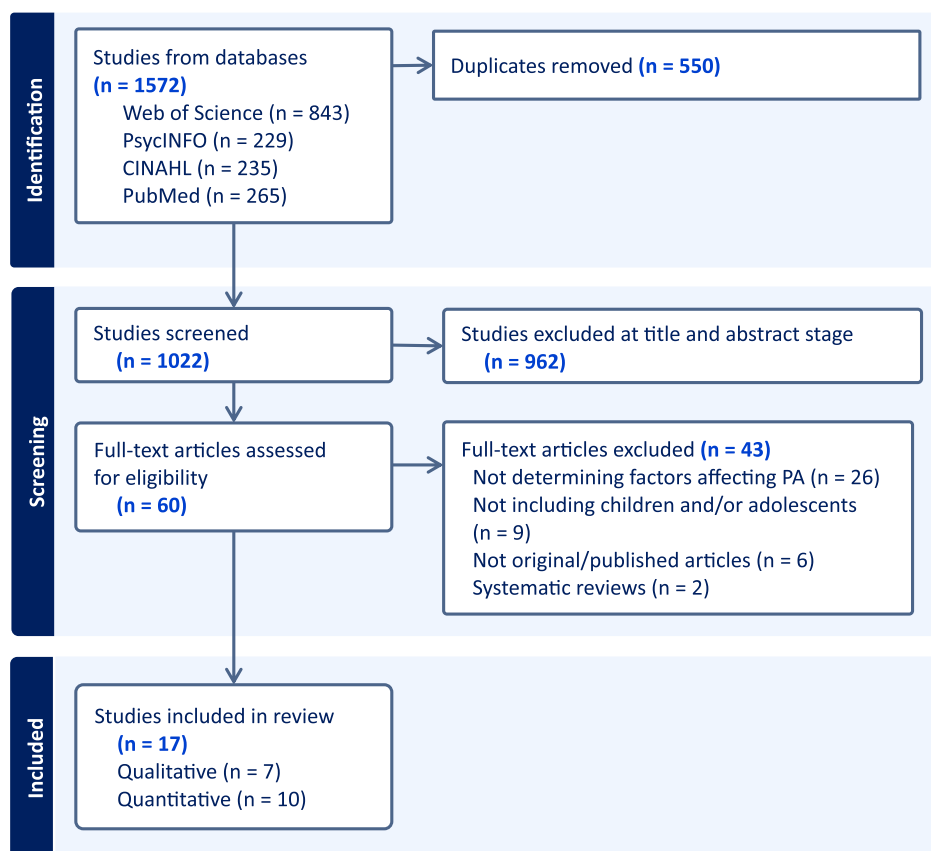 Identification
Studies from databases
(n = 1572)
Web of Science (n = 843)
PsycINFO (n = 229)
CINAHL (n = 235)
PubMed (n = 265)
Duplicates removed (n = 550)
Screening
Studies screened
(n = 1022)
Studies excluded at title and abstract stage
(n = 962)
Full-text articles assessed
for eligibility
(n = 60)
Full-text articles excluded (n = 43)
Not determining factors affecting PA (n = 26)
Not including children and/or adolescents
(n = 9)
Not original/published articles (n = 6)
Systematic reviews (n = 2)
Included
Studies included in review
(n = 17)
Qualitative (n = 7)
Quantitative (n = 10)